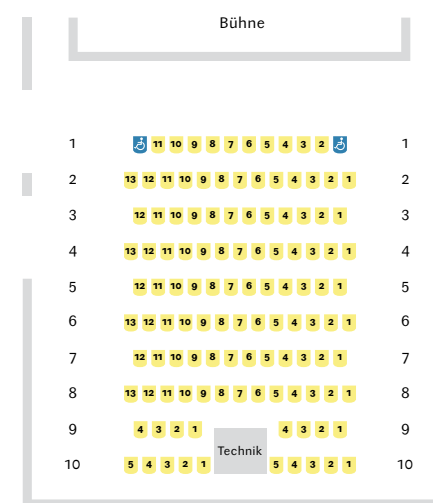 Bühne
1 11 10 9 8 7 6 5 4 3 2 1
2 13 12 11 10 9 8 7 6 5 4 3 2 1 2
3 12 11 10 9 8 7 6 5 4 3 2 1 3
4 13 12 11 10 9 8 7 6 5 4 3 2 1 4
5 12 11 10 9 8 7 6 5 4 3 2 1 5
6 13 12 11 10 9 8 7 6 5 4 3 2 1 6
7 12 11 10 9 8 7 6 5 4 3 2 1 7
8 13 12 11 10 9 8 7 6 5 4 3 2 1 8
9 4 3 2 1 4 3 2 1 9
Technik
10 5 4 3 2 1 5 4 3 2 1 10